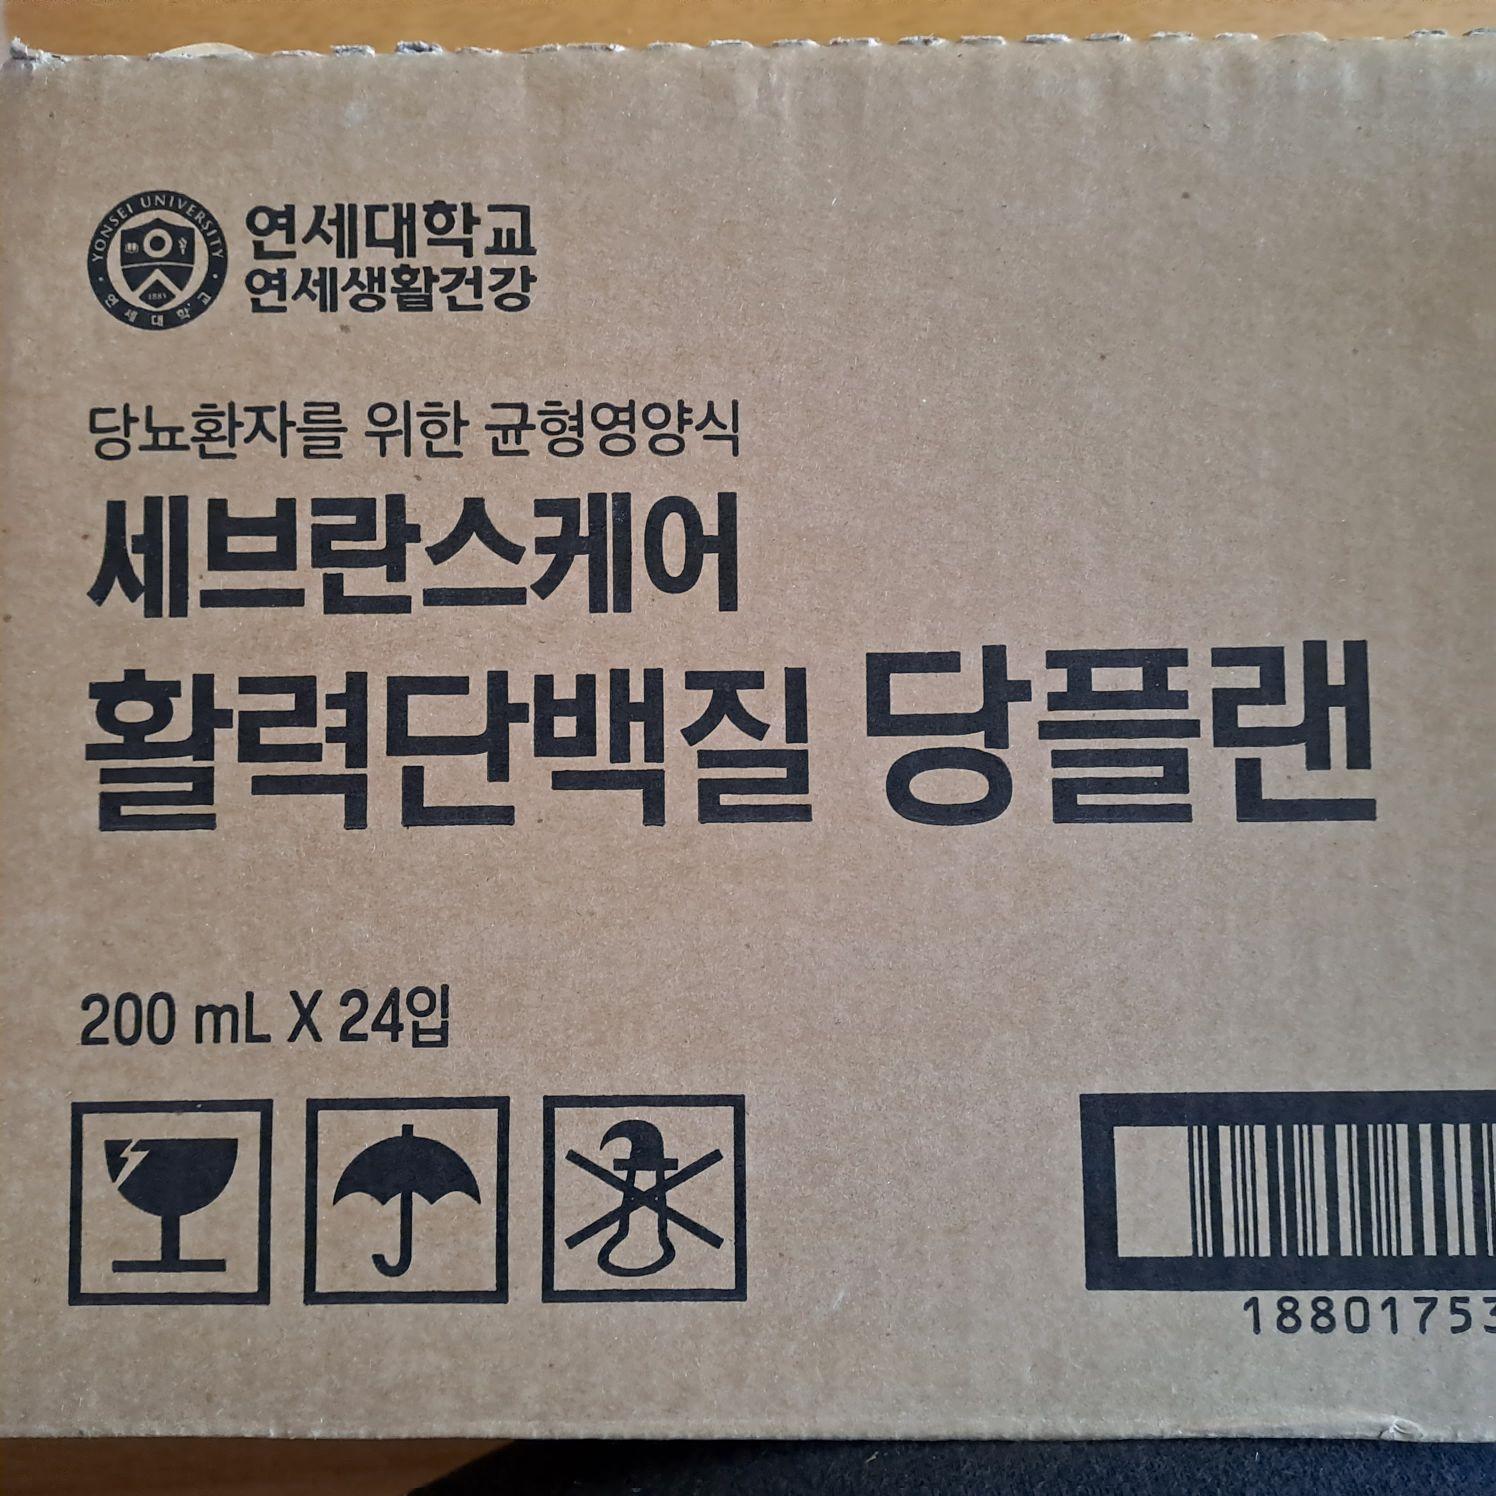 YONSEI UNIVERSITY
1885
연세대학교
연세대학교
연세생활건강
당뇨환자를 위한 균형영양식
세브란스케어
활력단백질 당플랜
200 mL X 24입
18801753